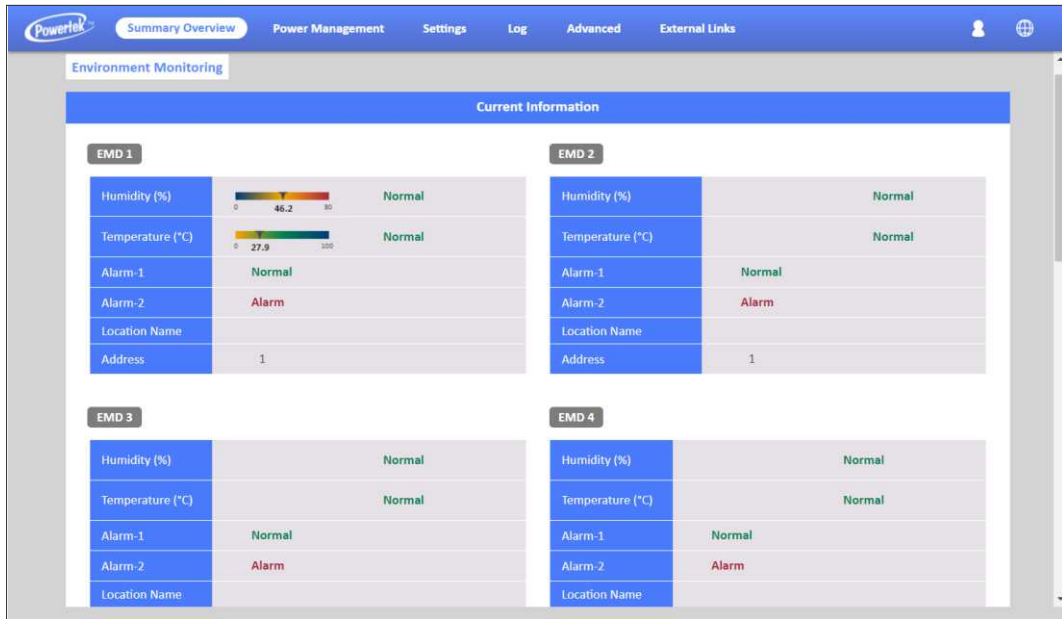 Powertek™ Summary Overview Power Management Settings Log Advanced External Links
Environment Monitoring
Current Information
EMD 1
Humidity (%) 0 46.2 80 Normal
Temperature (°C) 0 27.9 100 Normal
Alarm-1 Normal
Alarm-2 Alarm
Location Name
Address 1
EMD 2
Humidity (%) Normal
Temperature (°C) Normal
Alarm-1 Normal
Alarm-2 Alarm
Location Name
Address 1
EMD 3
Humidity (%) Normal
Temperature (°C) Normal
Alarm-1 Normal
Alarm-2 Alarm
Location Name
EMD 4
Humidity (%) Normal
Temperature (°C) Normal
Alarm-1 Normal
Alarm-2 Alarm
Location Name